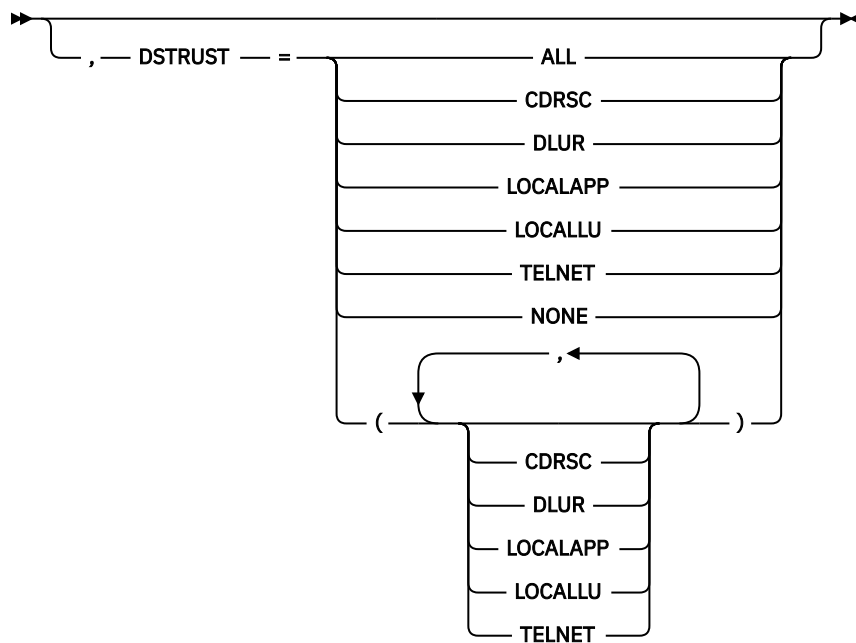 , DSTRUST = ALL
CDRSC
DLUR
LOCALAPP
LOCALLU
TELNET
NONE
,
( )
CDRSC
DLUR
LOCALAPP
LOCALLU
TELNET